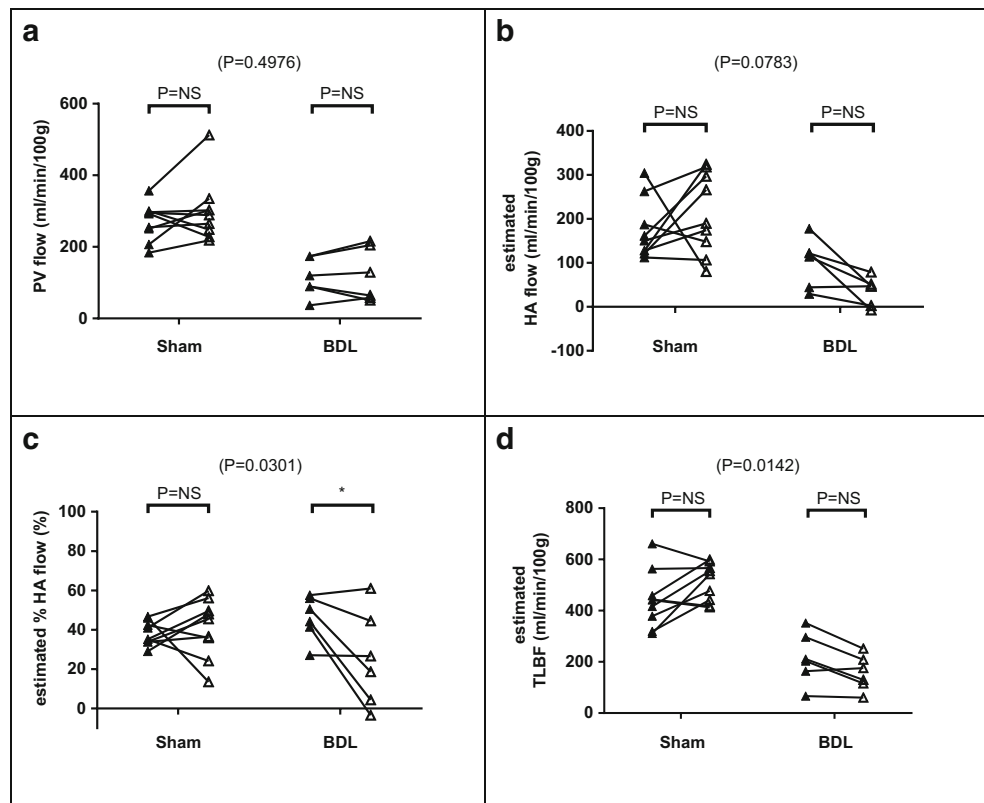 a
(P=0.4976)
P=NS
P=NS
PV flow (ml/min/100g)
600
400
200
0
Sham
BDL
b
(P=0.0783)
P=NS
P=NS
estimated
HA flow (ml/min/100g)
400
300
200
100
0
-100
Sham
BDL
c
(P=0.0301)
P=NS
*
estimated % HA flow (%)
100
80
60
40
20
0
Sham
BDL
d
(P=0.0142)
P=NS
P=NS
estimated
TLBF (ml/min/100g)
800
600
400
200
0
Sham
BDL